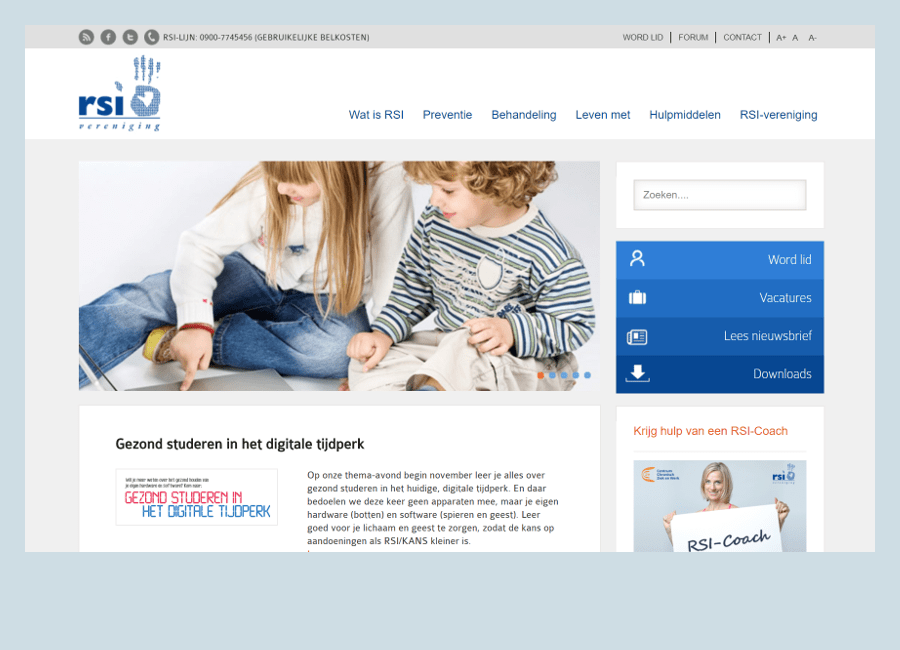 RSI-LIJN: 0900-7745456 (GEBRUIKELIJKE BELKOSTEN)
WORD LID
FORUM
CONTACT
A+ A A-
rsi
vereniging
Wat is RSI
Preventie
Behandeling
Leven met
Hulpmiddelen
RSI-vereniging
Zoeken....
Word lid
Vacatures
Lees nieuwsbrief
Downloads
Gezond studeren in het digitale tijdperk
GEZOND STUDEREN IN
HET DIGITALE TIJDPERK
Op onze thema-avond begin november leer je alles over
gezond studeren in het huidige, digitale tijdperk. En daar
bedoelen we deze keer geen apparaten mee, maar je eigen
hardware (botten) en software (spieren en geest). Leer
goed voor je lichaam en geest te zorgen, zodat de kans op
aandoeningen als RSI/KANS kleiner is.
Krijg hulp van een RSI-Coach
rsi
RSI-Coach